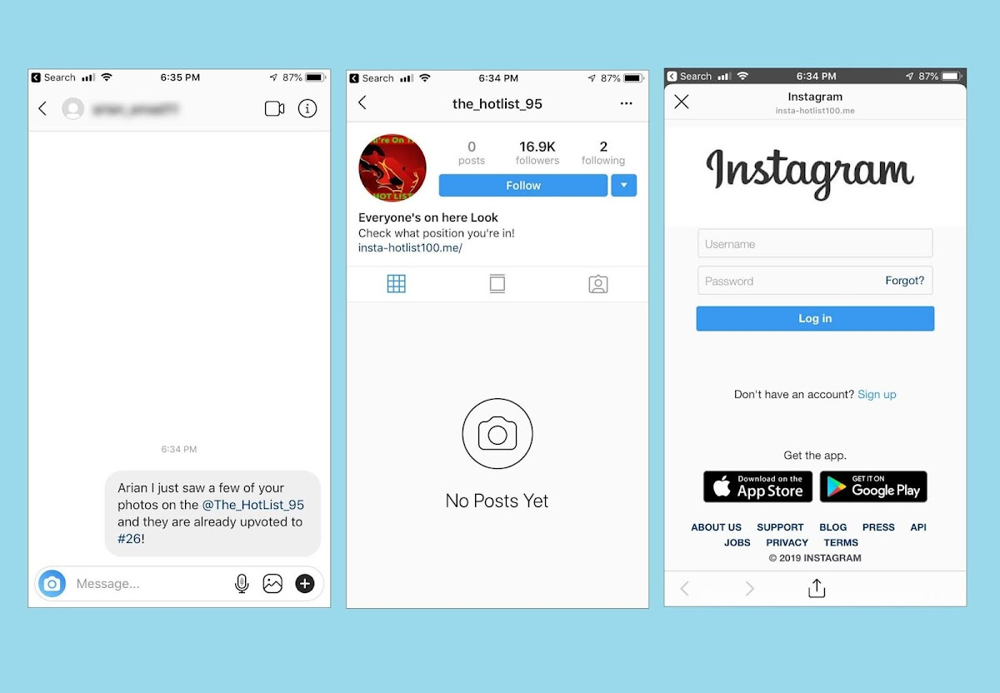 Search
6:35 PM
87%
6:34 PM
Arian I just saw a few of your
photos on the @The_HotList_95
and they are already upvoted to
#26!
Message...
Search
6:34 PM
87%
the_hotlist_95
0
posts
16.9K
followers
2
following
Follow
HOT LIST
Everyone's on here Look
Check what position you're in!
insta-hotlist100.me/
No Posts Yet
Search
6:34 PM
87%
Instagram
insta-hotlist100.me
Instagram
Username
Password
Forgot?
Log in
Don't have an account? Sign up
Get the app.
Download on the
App Store
GET IT ON
Google Play
ABOUT US SUPPORT BLOG PRESS API
JOBS PRIVACY TERMS
© 2019 INSTAGRAM